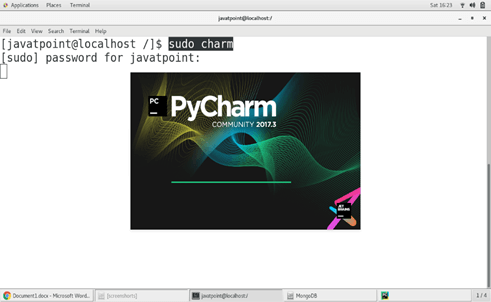 Applications Places Terminal Sat 16:23
javatpoint@localhost:/
File Edit View Search Terminal Help
[javatpoint@localhost /]$ sudo charm
[sudo] password for javatpoint:
PC
PyCharm
COMMUNITY 2017.3
JET
BRAINS
Document1.docx - Microsoft Word... [screenshots] javatpoint@localhost:/ MongoDB 1 / 4